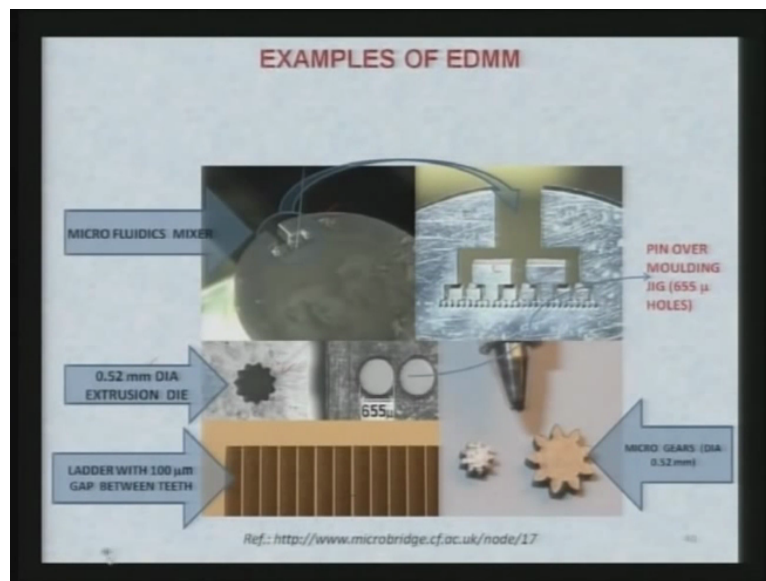 EXAMPLES OF EDMM
MICRO FLUIDICS MIXER
PIN OVER
MOULDING
JIG (655 μ
HOLES)
0.52 mm DIA
EXTRUSION DIE
655μ
LADDER WITH 100 μm
GAP BETWEEN TEETH
MICRO GEARS (DIA
0.52 mm)
Ref.: http://www.microbridge.cf.ac.uk/node/17